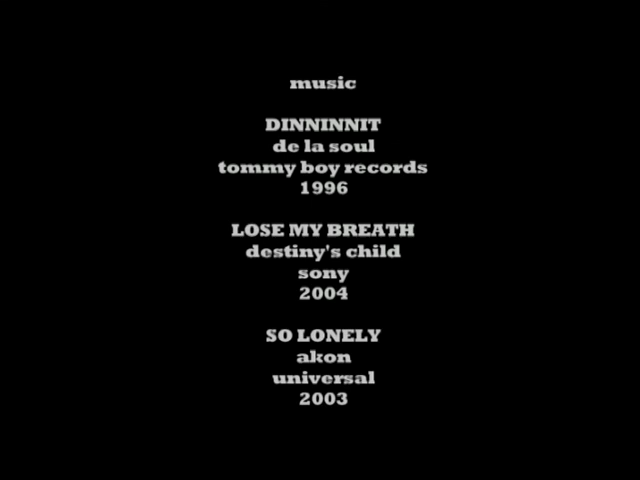 music
DINNINNIT
de la soul
tommy boy records
1996
LOSE MY BREATH
destiny's child
sony
2004
SO LONELY
akon
universal
2003